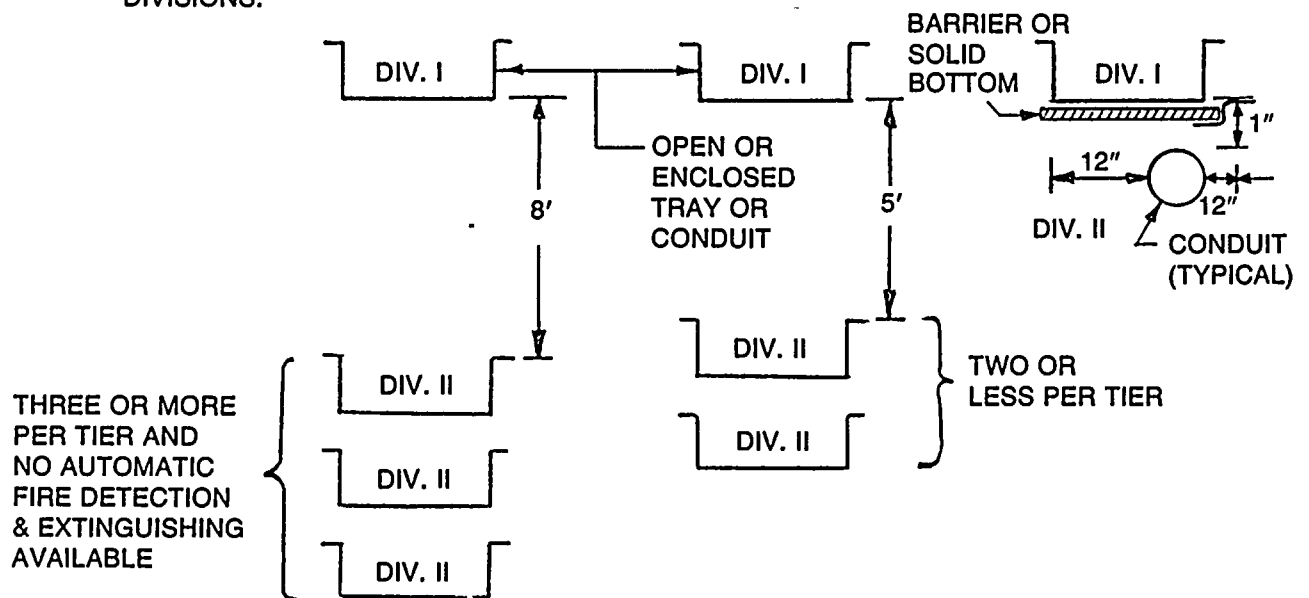 DIVISIONS.
DIV. I
DIV. I
BARRIER OR
SOLID
BOTTOM
DIV. I
1"
OPEN OR
ENCLOSED
TRAY OR
CONDUIT
8'
5'
12"
12"
DIV. II
CONDUIT
(TYPICAL)
THREE OR MORE
PER TIER AND
NO AUTOMATIC
FIRE DETECTION
& EXTINGUISHING
AVAILABLE
DIV. II
DIV. II
DIV. II
DIV. II
DIV. II
TWO OR
LESS PER TIER